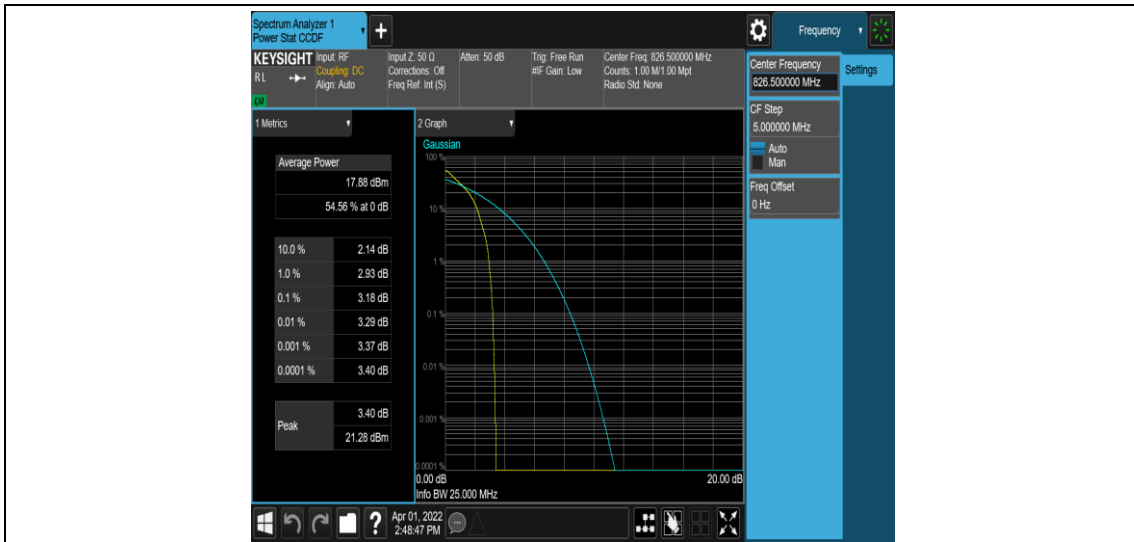 Spectrum Analyzer 1
Power Stat CCDF
Frequency
KEYSIGHT
RL
LXI
Input: RF
Coupling: DC
Align: Auto
Input Z: 50 Ω
Corrections: Off
Freq Ref: Int (S)
Atten: 50 dB
Trig: Free Run
#IF Gain: Low
Center Freq: 826.500000 MHz
Counts: 1.00 M/1.00 Mpt
Radio Std: None
Center Frequency
826.500000 MHz
Settings
CF Step
5.000000 MHz
Auto
Man
Freq Offset
0 Hz
1 Metrics
Average Power
17.88 dBm
54.56 % at 0 dB
10.0 % 2.14 dB
1.0 % 2.93 dB
0.1 % 3.18 dB
0.01 % 3.29 dB
0.001 % 3.37 dB
0.0001 % 3.40 dB
Peak
3.40 dB
21.28 dBm
2 Graph
Gaussian
100 %
10 %
1 %
0.1 %
0.01 %
0.001 %
0.0001 %
0.00 dB 20.00 dB
Info BW 25.000 MHz
?
Apr 01, 2022
2:48:47 PM